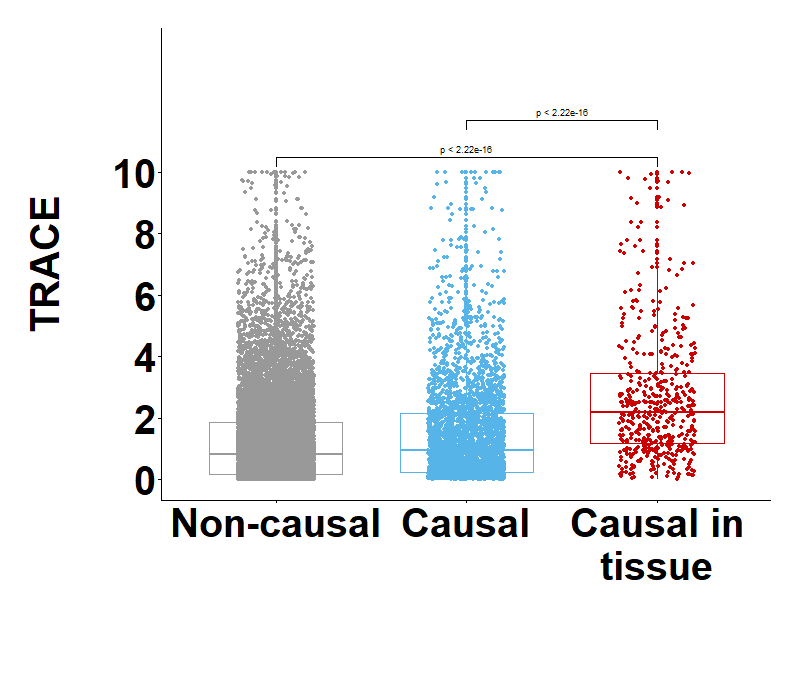 p < 2.22e-16
p < 2.22e-16
TRACE
10
8
6
4
2
0
Non-causal
Causal
Causal in
tissue